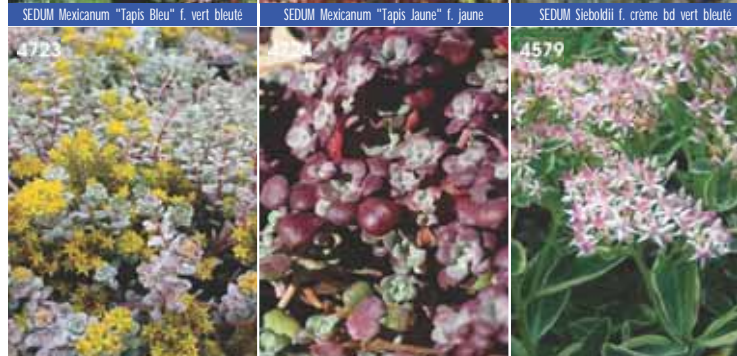 SEDUM Mexicanum "Tapis Bleu" f. vert bleuté
SEDUM Mexicanum "Tapis Jaune" f. jaune
SEDUM Sieboldii f. crème bd vert bleuté
4723
4724
4579